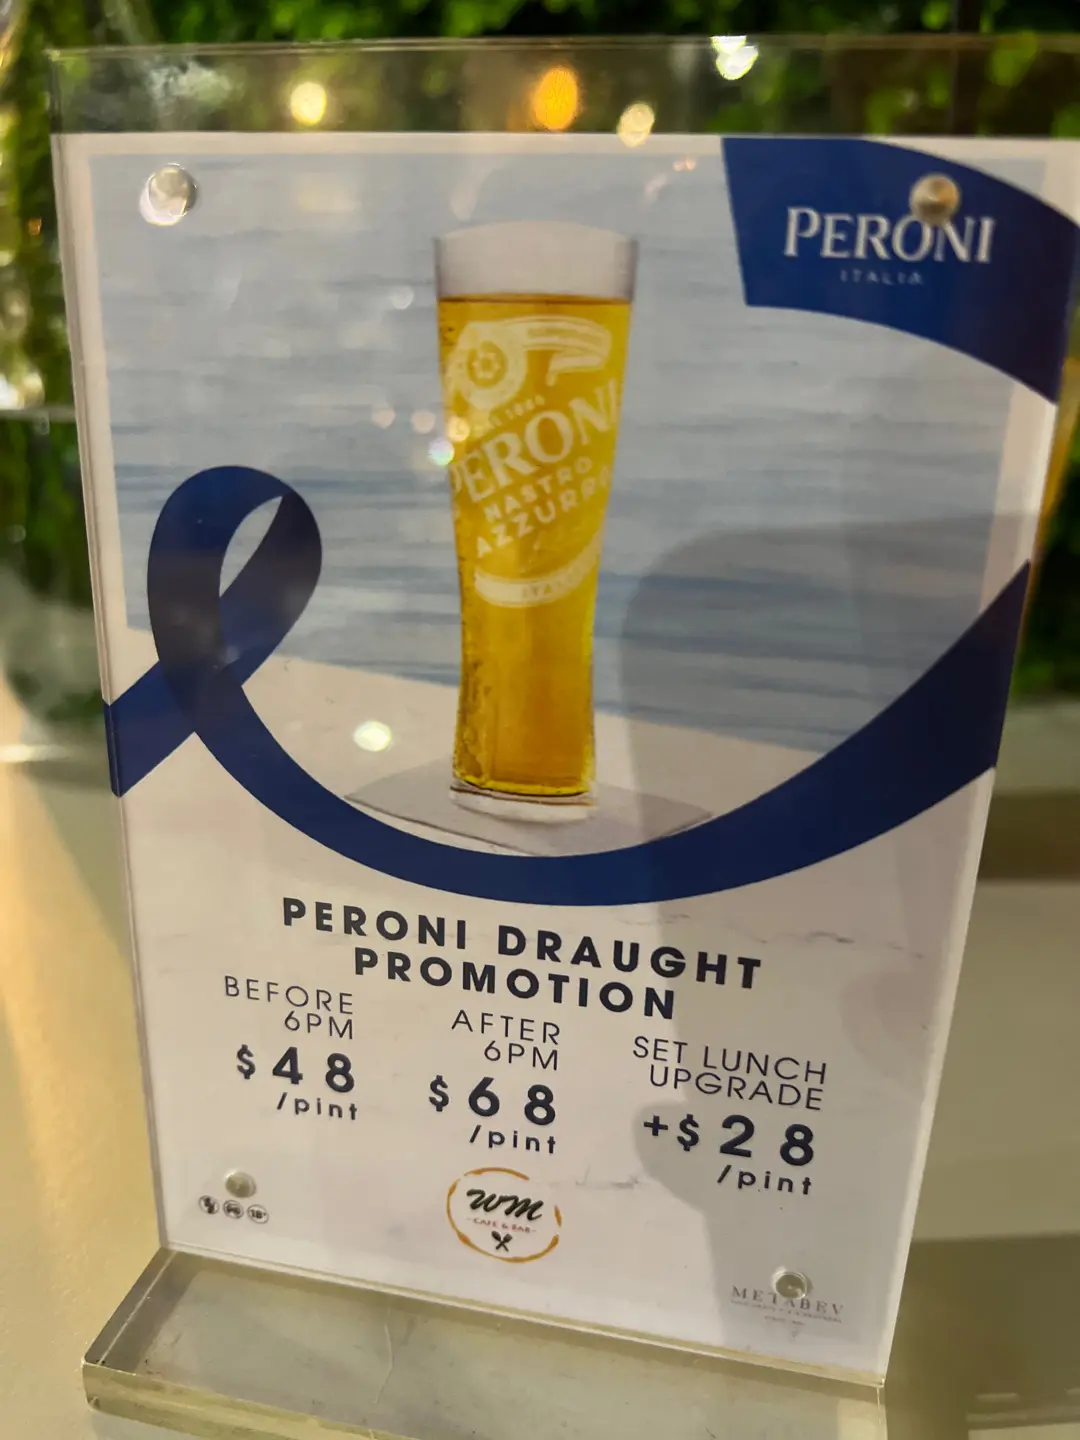 PERONI
ITALIA
PERONI
NASTRO
AZZURRO
PERONI DRAUGHT
PROMOTION
BEFORE
6PM
$48
/pint
AFTER
6PM
$68
/pint
SET LUNCH
UPGRADE
+$28
/pint
WM
CAFE & BAR
18+
METABEV